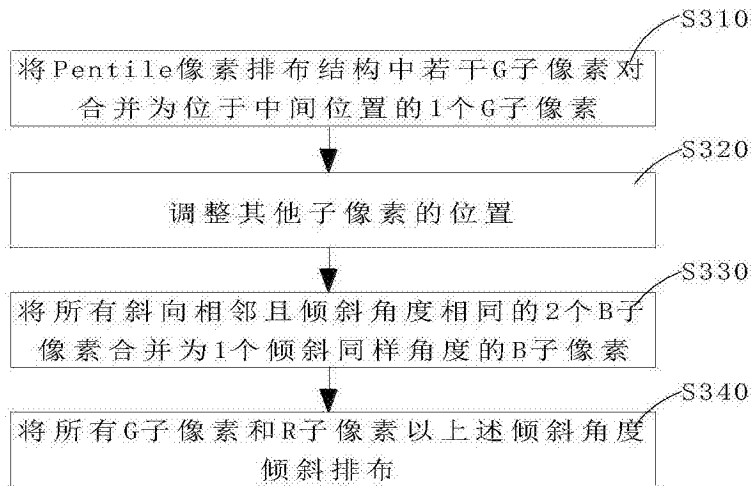 S310
将Pentile像素排布结构中若干G子像素对
合并为位于中间位置的1个G子像素
S320
调整其他子像素的位置
S330
将所有斜向相邻且倾斜角度相同的2个B子
像素合并为1个倾斜同样角度的B子像素
S340
将所有G子像素和R子像素以上述倾斜角度
倾斜排布